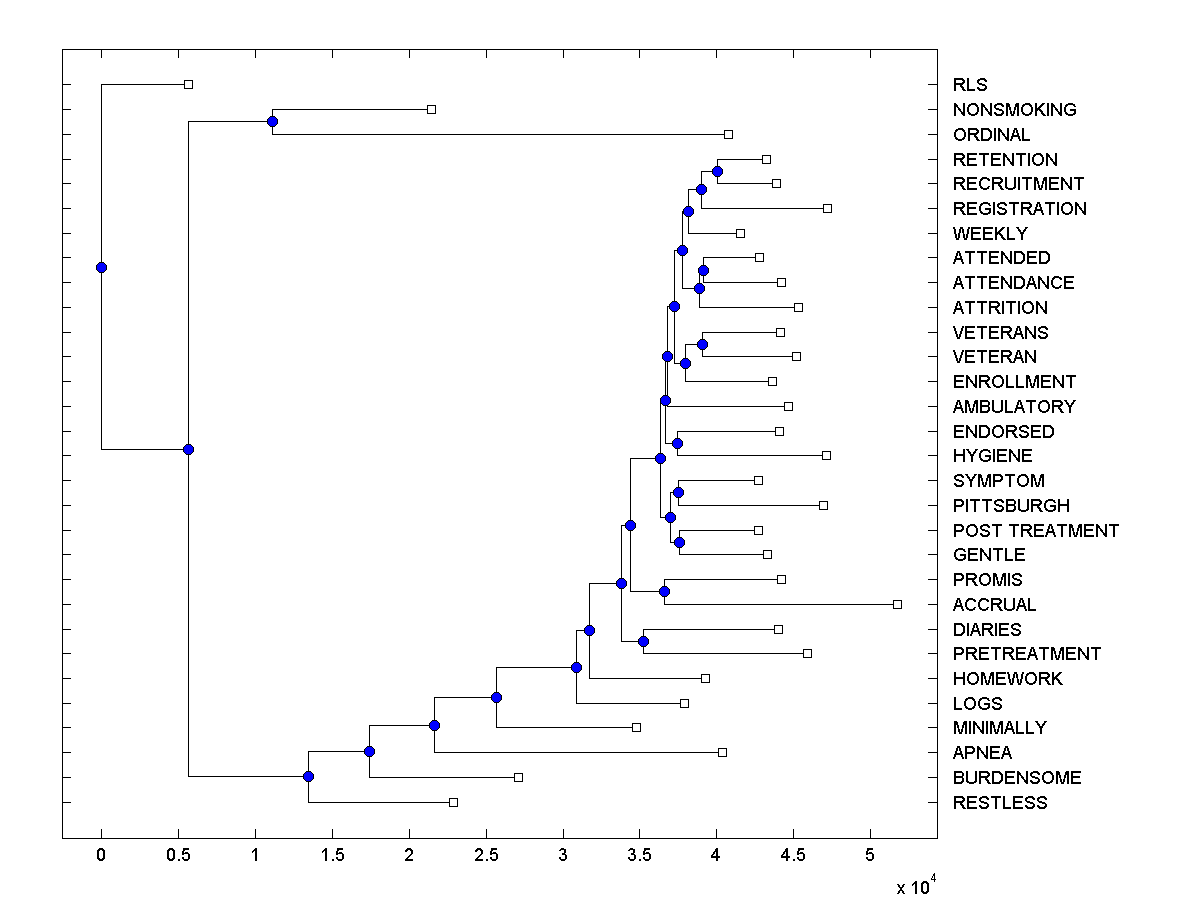 RLS
NONSMOKING
ORDINAL
RETENTION
RECRUITMENT
REGISTRATION
WEEKLY
ATTENDED
ATTENDANCE
ATTRITION
VETERANS
VETERAN
ENROLLMENT
AMBULATORY
ENDORSED
HYGIENE
SYMPTOM
PITTSBURGH
POST TREATMENT
GENTLE
PROMIS
ACCRUAL
DIARIES
PRETREATMENT
HOMEWORK
LOGS
MINIMALLY
APNEA
BURDENSOME
RESTLESS
0 0.5 1 1.5 2 2.5 3 3.5 4 4.5 5
x 10^4